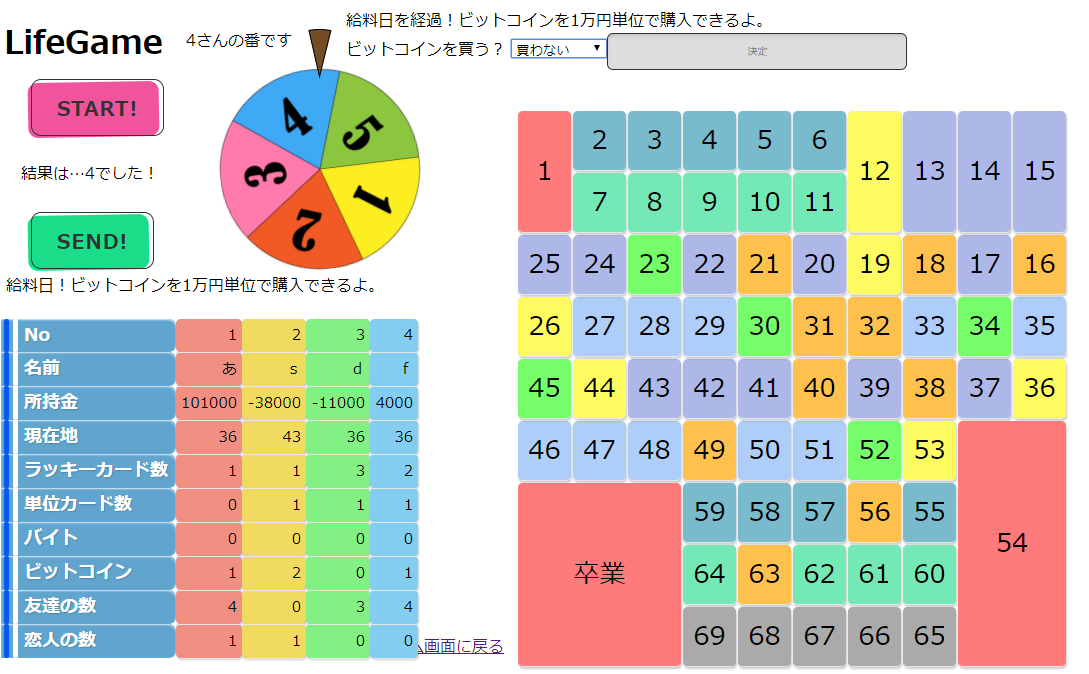 LifeGame
4さんの番です
給料日を経過！ビットコインを1万円単位で購入できるよ。
ビットコインを買う？ 買わない 決定
START!
結果は…4でした！
SEND!
4 5 3 1 2
給料日！ビットコインを1万円単位で購入できるよ。
No 1 2 3 4
名前 あ s d f
所持金 101000 -38000 -11000 4000
現在地 36 43 36 36
ラッキーカード数 1 1 3 2
単位カード数 0 1 1 1
バイト 0 0 0 0
ビットコイン 1 2 0 1
友達の数 4 0 3 4
恋人の数 1 1 0 0
画面に戻る
1 2 3 4 5 6 12 13 14 15
7 8 9 10 11
25 24 23 22 21 20 19 18 17 16
26 27 28 29 30 31 32 33 34 35
45 44 43 42 41 40 39 38 37 36
46 47 48 49 50 51 52 53 54
卒業 59 58 57 56 55
64 63 62 61 60
69 68 67 66 65